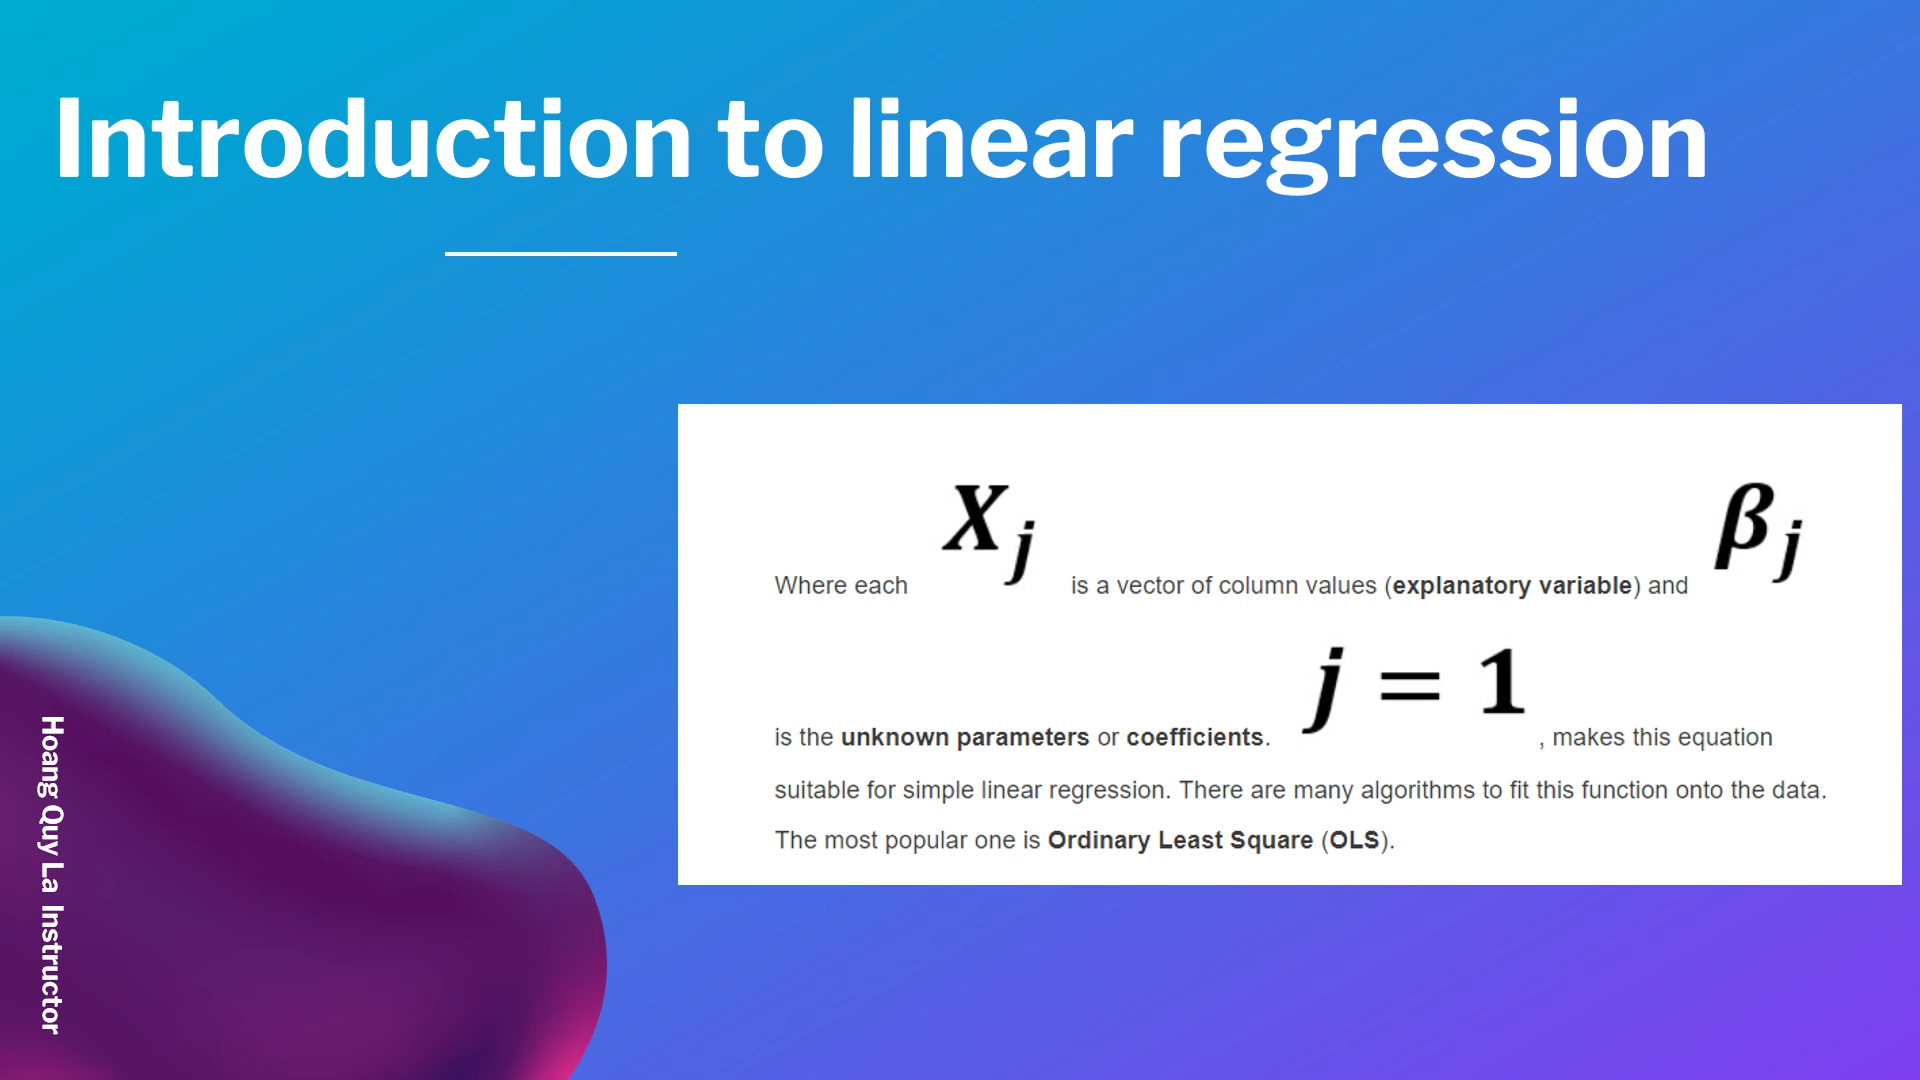 Introduction to linear regression
Where each Xj is a vector of column values (explanatory variable) and βj
is the unknown parameters or coefficients. j = 1 , makes this equation
suitable for simple linear regression. There are many algorithms to fit this function onto the data.
The most popular one is Ordinary Least Square (OLS).
Hoang Quy La Instructor